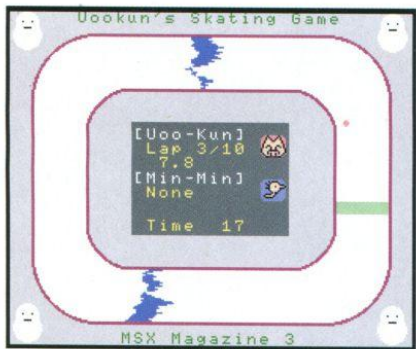 Uookun's Skating Game
[Uoo-Kun]
Lap 3/10
7.8
[Min-Min]
None
Time 17
MSX Magazine 3